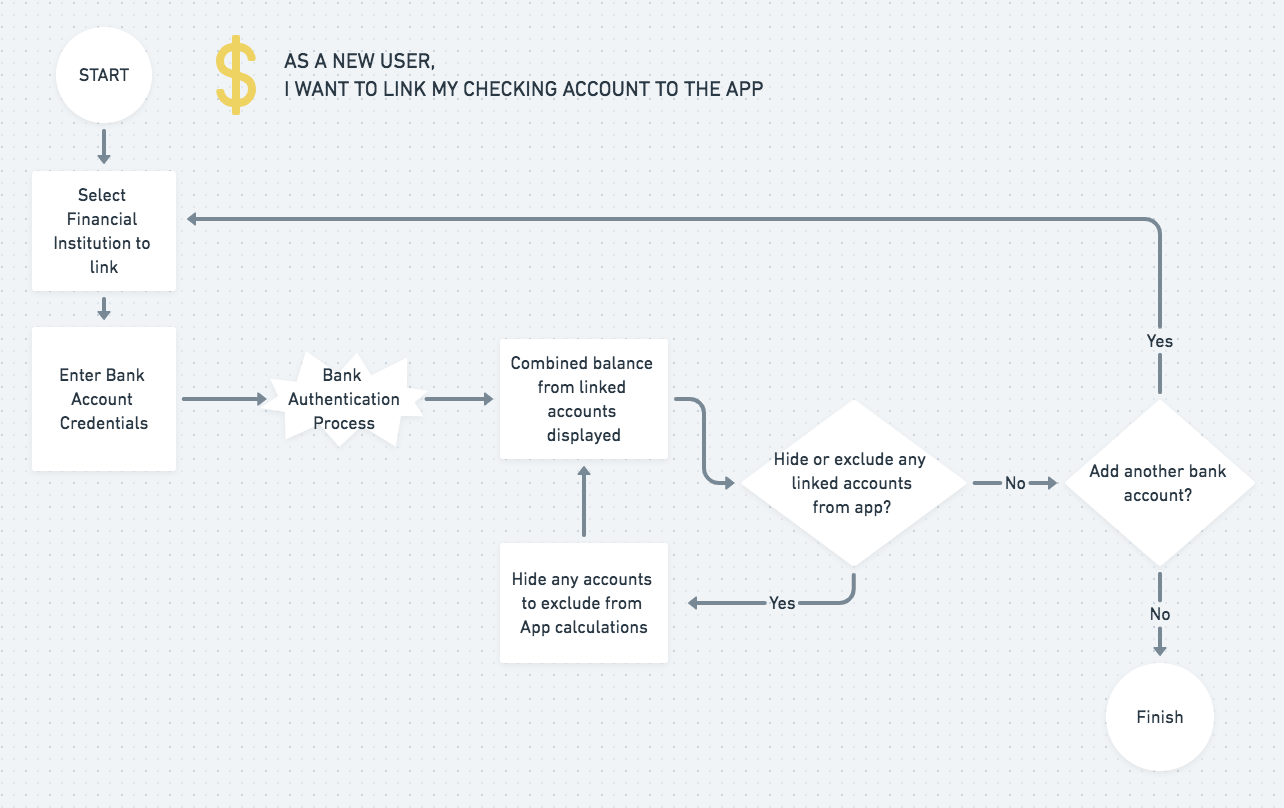 START
$
AS A NEW USER,
I WANT TO LINK MY CHECKING ACCOUNT TO THE APP
Select
Financial
Institution to
link
Enter Bank
Account
Credentials
Bank
Authentication
Process
Combined balance
from linked
accounts
displayed
Hide or exclude any
linked accounts
from app?
No
Yes
Hide any accounts
to exclude from
App calculations
Add another bank
account?
Yes
No
Finish